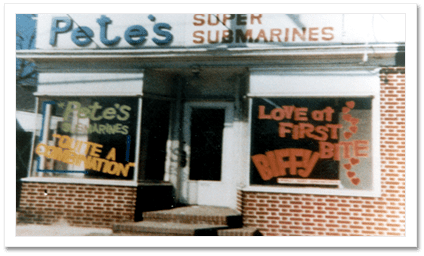 Pete's
SUPER
SUBMARINES
"Pete's
SUBMARINES
"QUITE A
COMBINATION"
LOVE at
FIRST
BITE
BIFFY